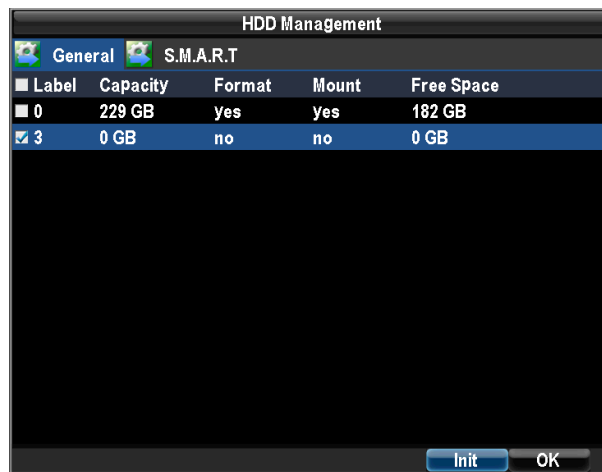 HDD Management
General S.M.A.R.T
Label Capacity Format Mount Free Space
0 229 GB yes yes 182 GB
3 0 GB no no 0 GB
Init OK